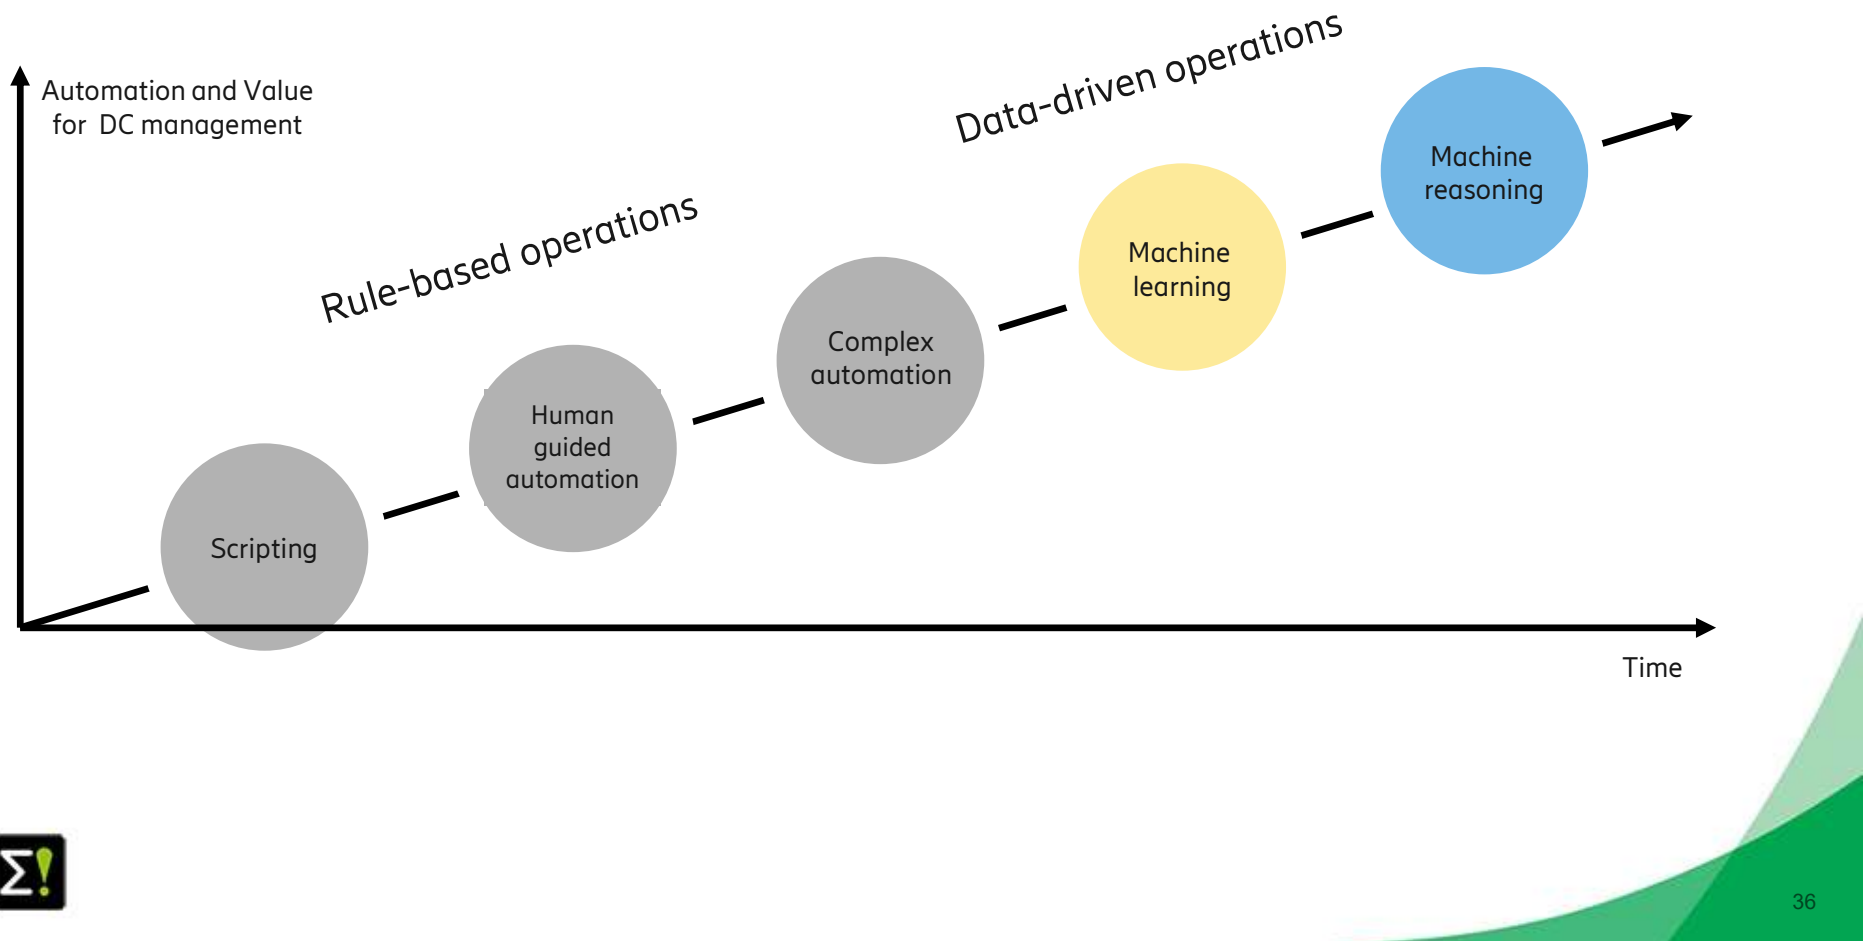 Data-driven operations
Automation and Value
for DC management
Machine
reasoning
Rule-based operations
Machine
learning
Complex
automation
Human
guided
automation
Scripting
Time
Σ!
36